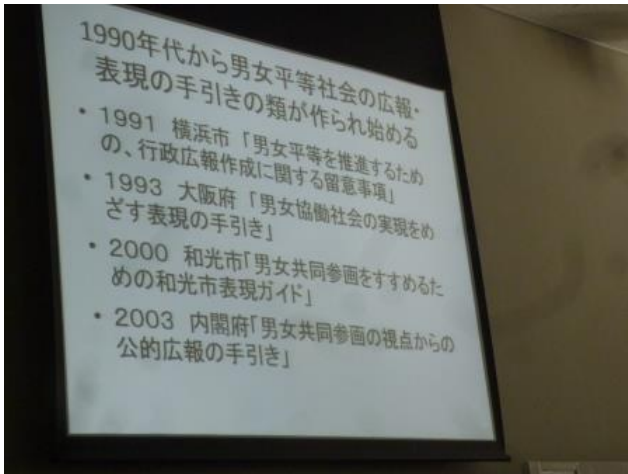 1990年代から男女平等社会の広報・
表現の手引きの類が作られ始める
• 1991 横浜市「男女平等を推進するため
の、行政広報作成に関する留意事項」
• 1993 大阪府「男女協働社会の実現をめ
ざす表現の手引き」
• 2000 和光市「男女共同参画をすすめるた
めの和光市表現ガイド」
• 2003 内閣府「男女共同参画の視点からの
公的広報の手引き」